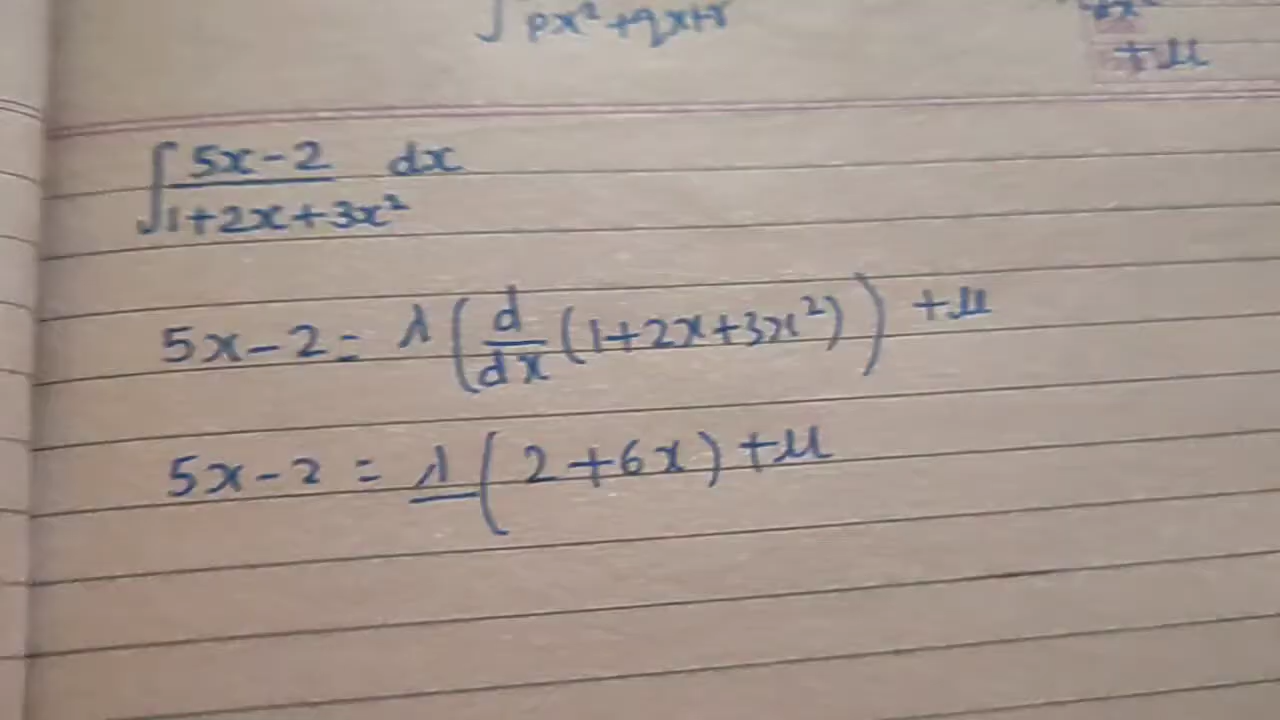 ∫ px²+qx+r
+μ
∫ 5x-2 / 1+2x+3x² dx
5x-2 = λ (d/dx (1+2x+3x²)) +μ
5x-2 = λ (2+6x) +μ